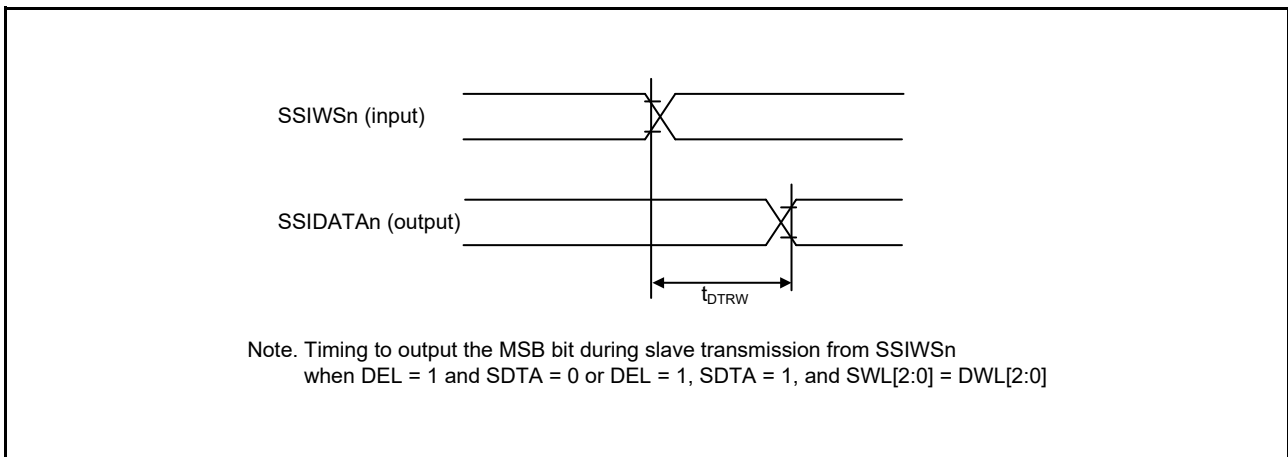 SSIWSn (input)
SSIDATAn (output)
tDTRW
Note. Timing to output the MSB bit during slave transmission from SSIWSn
when DEL = 1 and SDTA = 0 or DEL = 1, SDTA = 1, and SWL[2:0] = DWL[2:0]